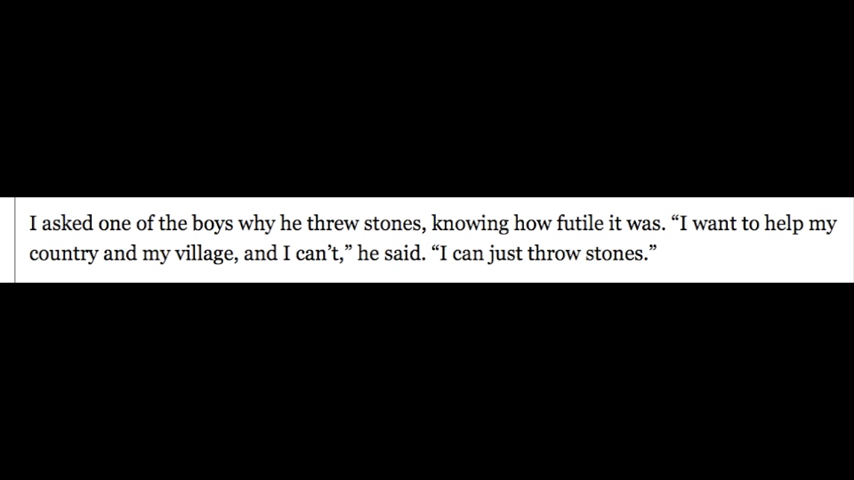 I asked one of the boys why he threw stones, knowing how futile it was. “I want to help my
country and my village, and I can’t,” he said. “I can just throw stones.”